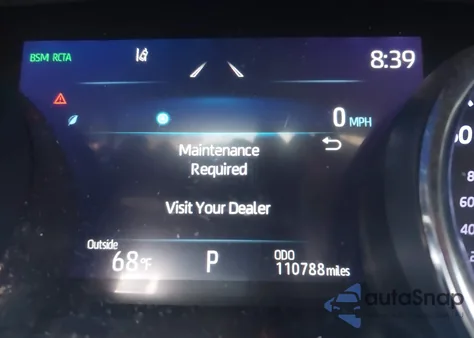 BSM RCTA
8:39
0 MPH
Maintenance
Required
Visit Your Dealer
Outside
68°F
P
ODO
110788 miles
autoSnap